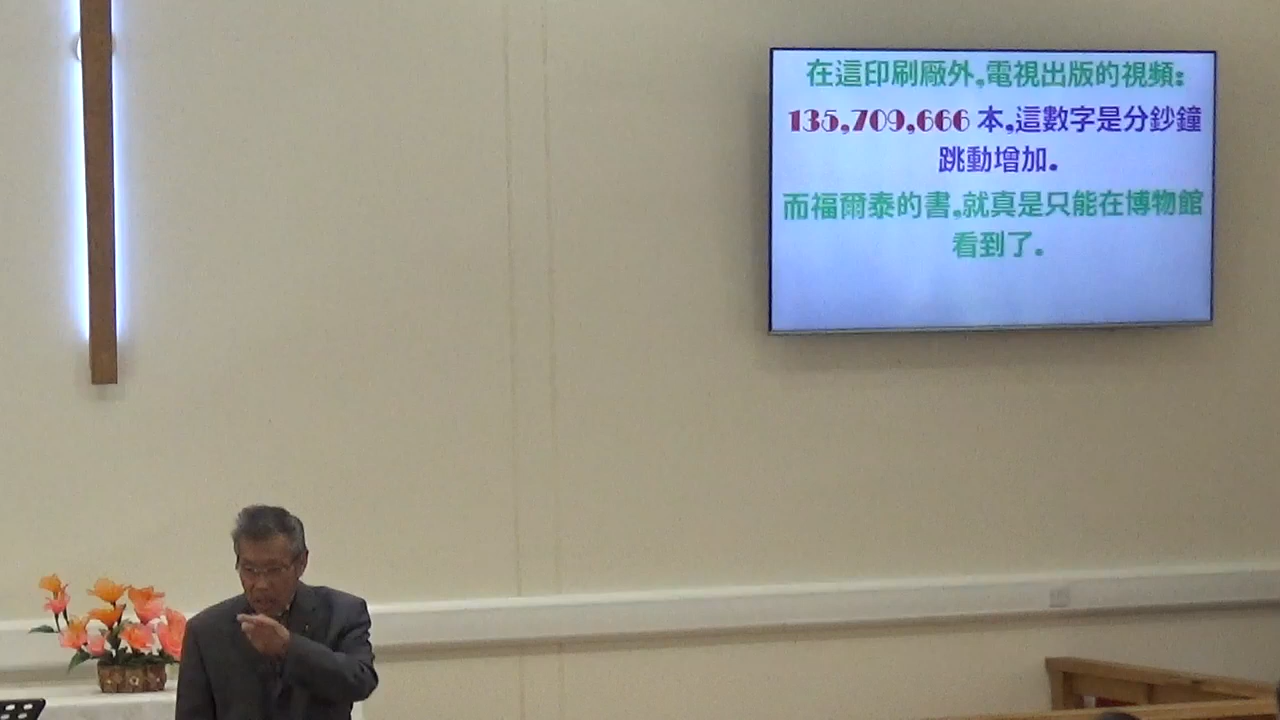 在這印刷厰外,電視出版的視頻:
135,709,666 本,這數字是分鈔鐘
跳動增加.
而福爾泰的書,就真是只能在博物館
看到了.